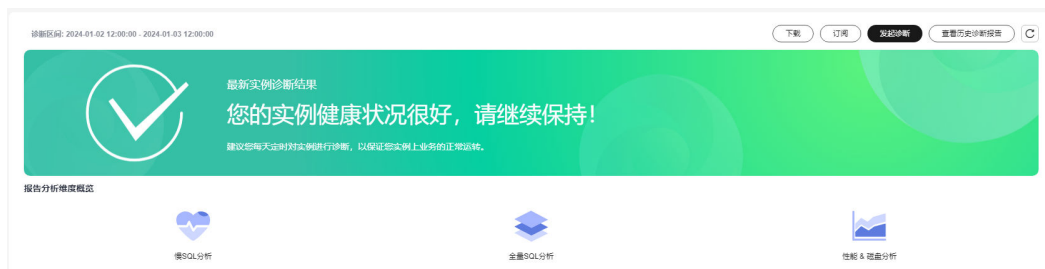 诊断区间: 2024-01-02 12:00:00 - 2024-01-03 12:00:00
下载
订阅
发起诊断
查看历史诊断报告
最新实例诊断结果
您的实例健康状况很好，请继续保持！
建议您每天定时对实例进行诊断，以保证您实例上业务的正常运转。
报告分析维度概览
慢SQL分析
全量SQL分析
性能 & 磁盘分析